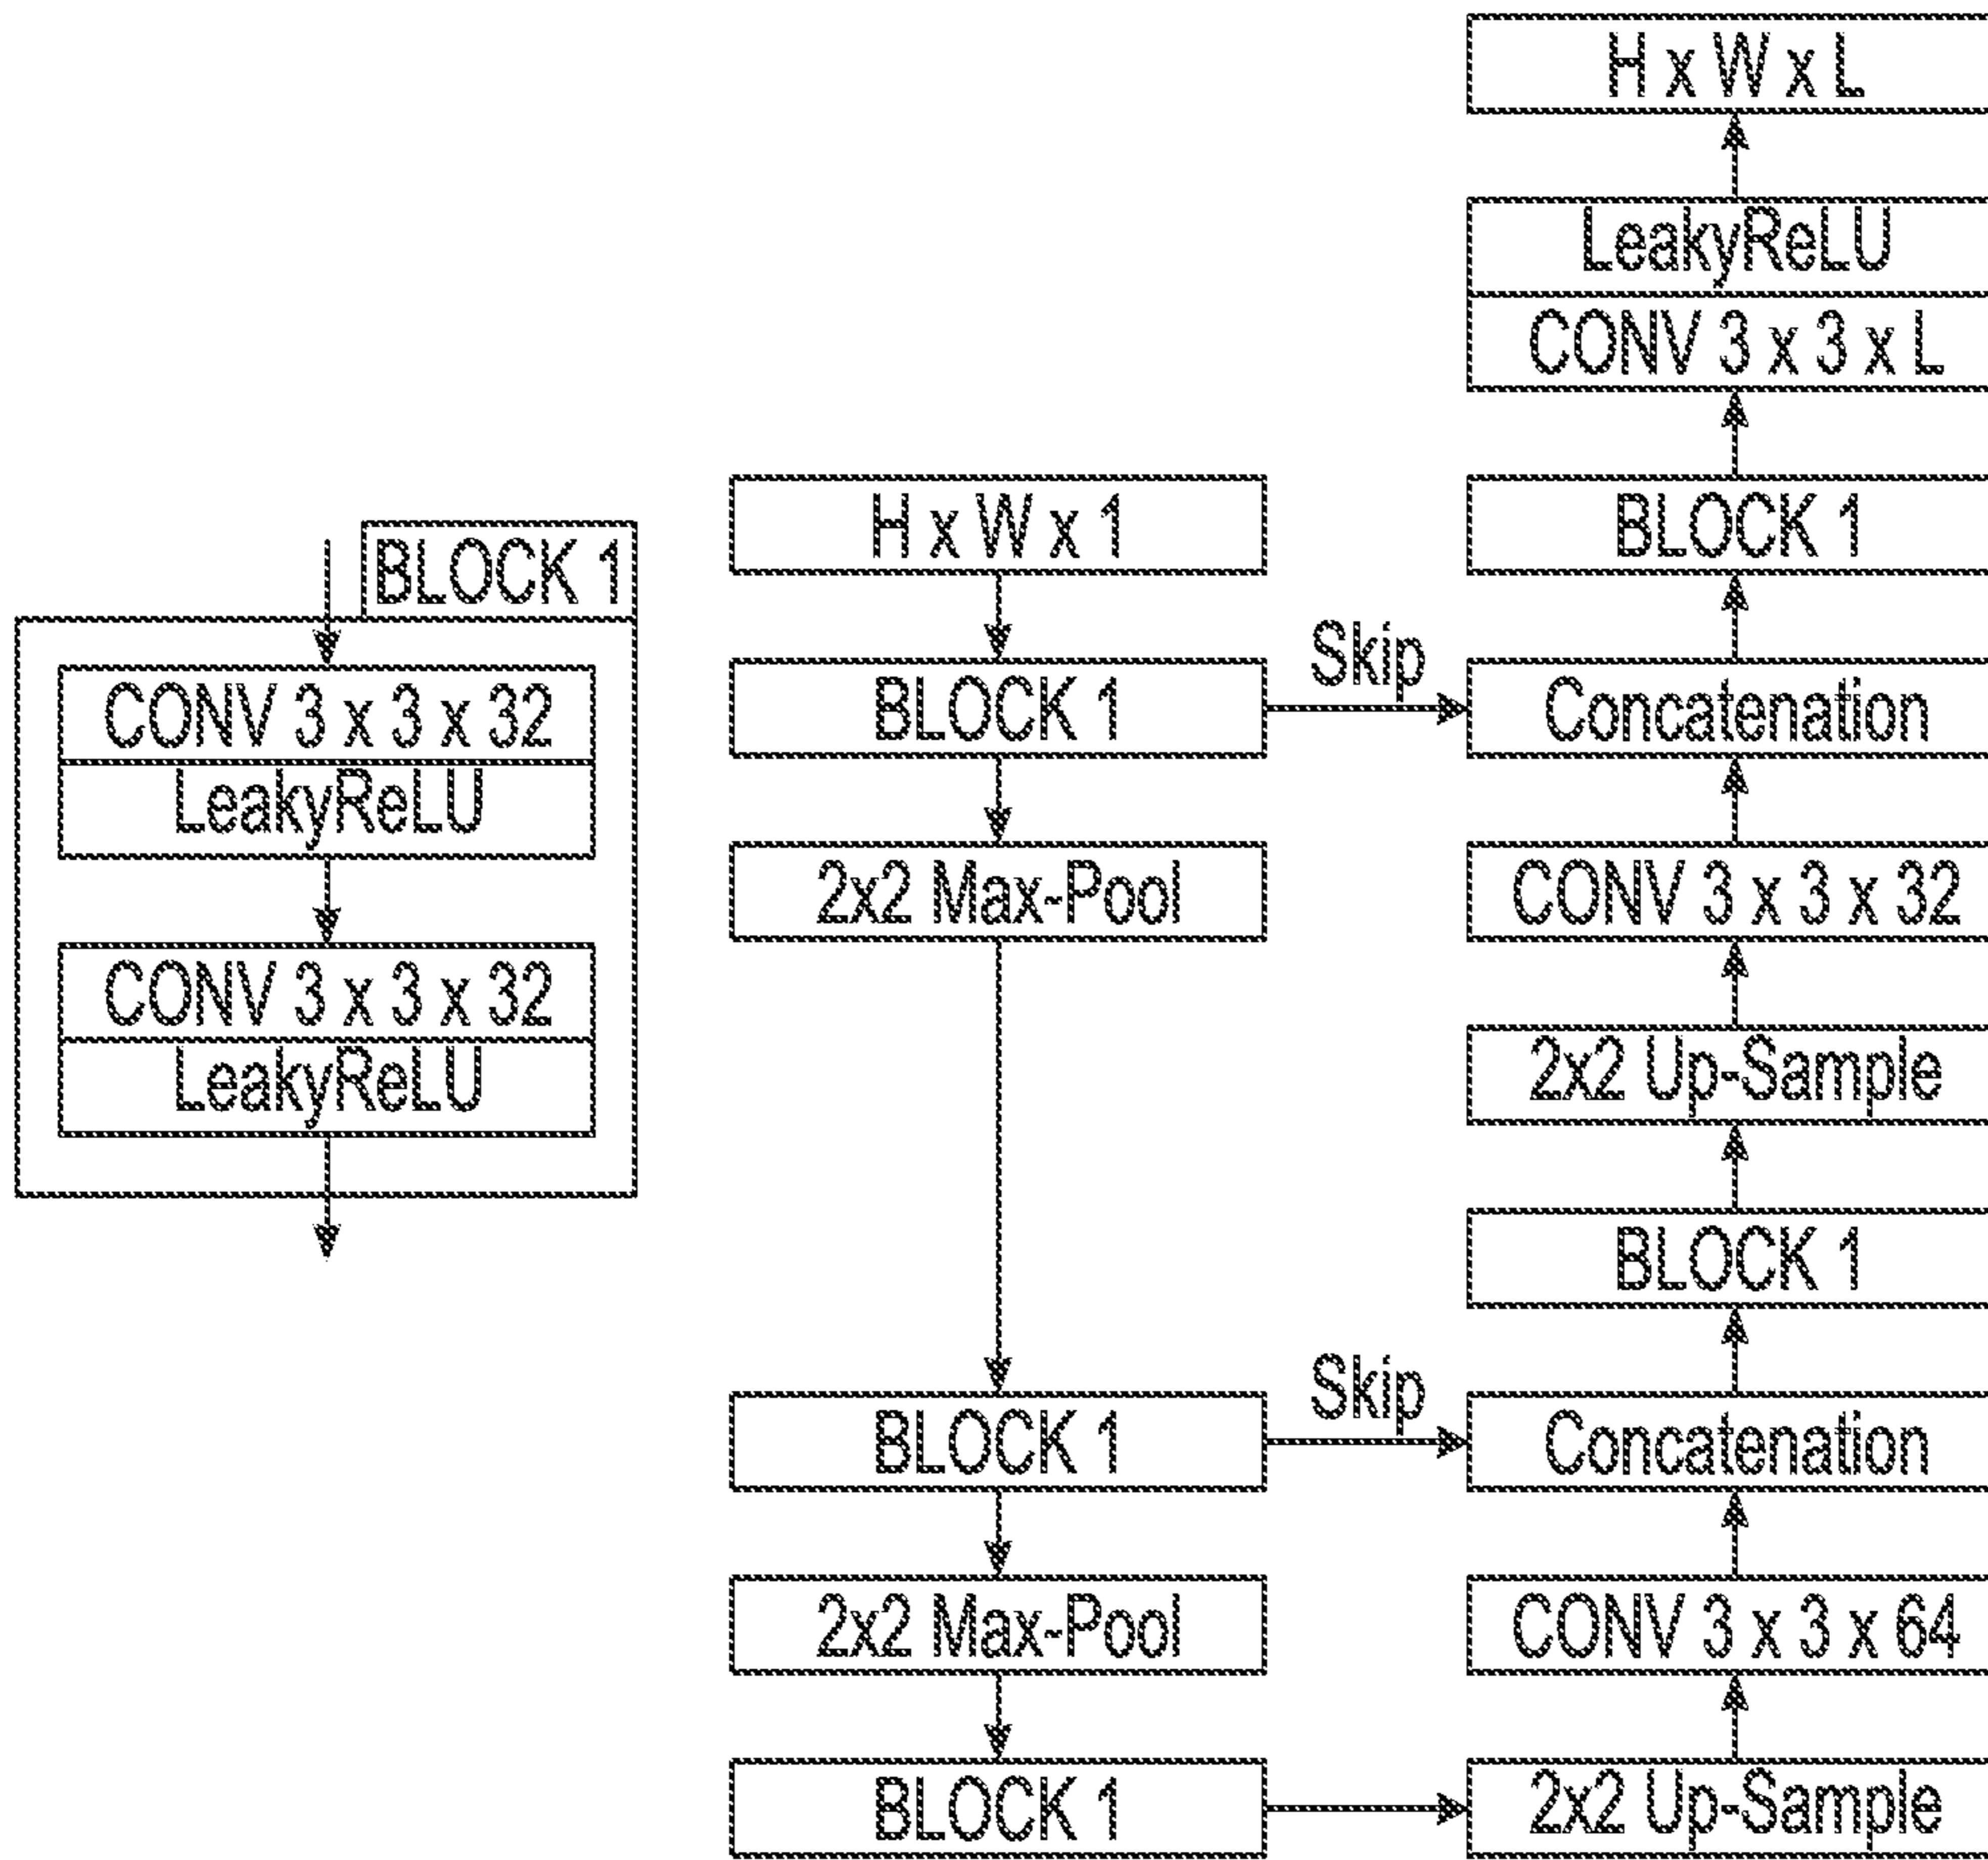 BLOCK 1
CONV 3 x 3 x 32
LeakyReLU
CONV 3 x 3 x 32
LeakyReLU
H x W x 1
BLOCK 1
Skip
2x2 Max-Pool
BLOCK 1
Skip
2x2 Max-Pool
BLOCK 1
H x W x L
LeakyReLU
CONV 3 x 3 x L
BLOCK 1
Concatenation
CONV 3 x 3 x 32
2x2 Up-Sample
BLOCK 1
Concatenation
CONV 3 x 3 x 64
2x2 Up-Sample